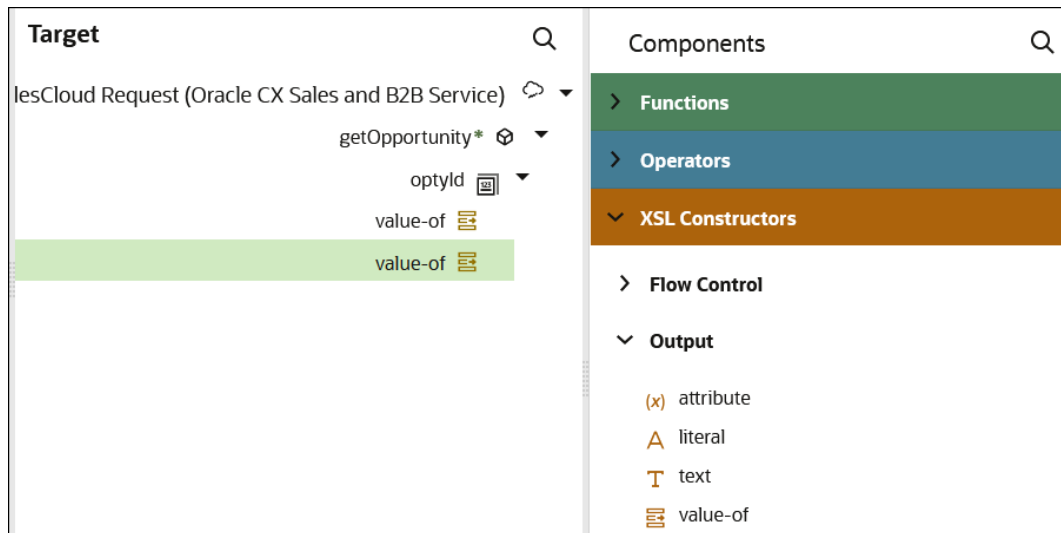 Target
lesCloud Request (Oracle CX Sales and B2B Service)
getOpportunity*
optyId
123
value-of
value-of
Components
Functions
Operators
XSL Constructors
Flow Control
Output
(x) attribute
A literal
T text
value-of